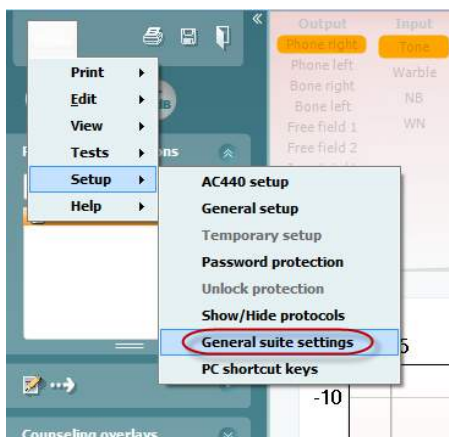 Output Input
Phone right Tone
Phone left Warble
Bone right NB
Bone left WN
Free field 1
Free field 2
Print
Edit
View
Tests
Setup
Help
AC440 setup
General setup
Temporary setup
Password protection
Unlock protection
Show/Hide protocols
General suite settings
PC shortcut keys
-10
Counseling overlays